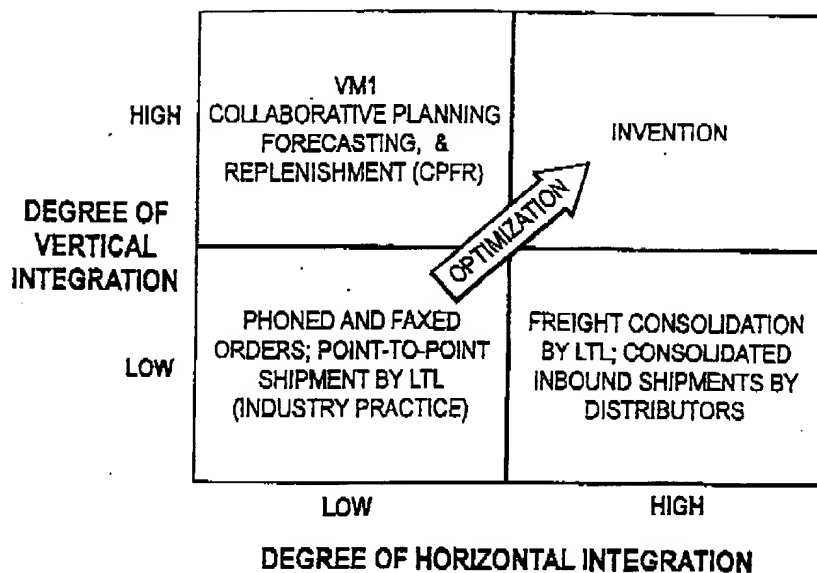 VM1
COLLABORATIVE PLANNING
FORECASTING, &
REPLENISHMENT (CPFR)
INVENTION
HIGH
DEGREE OF
VERTICAL
INTEGRATION
OPTIMIZATION
LOW
PHONED AND FAXED
ORDERS; POINT-TO-POINT
SHIPMENT BY LTL
(INDUSTRY PRACTICE)
FREIGHT CONSOLIDATION
BY LTL; CONSOLIDATED
INBOUND SHIPMENTS BY
DISTRIBUTORS
LOW
HIGH
DEGREE OF HORIZONTAL INTEGRATION